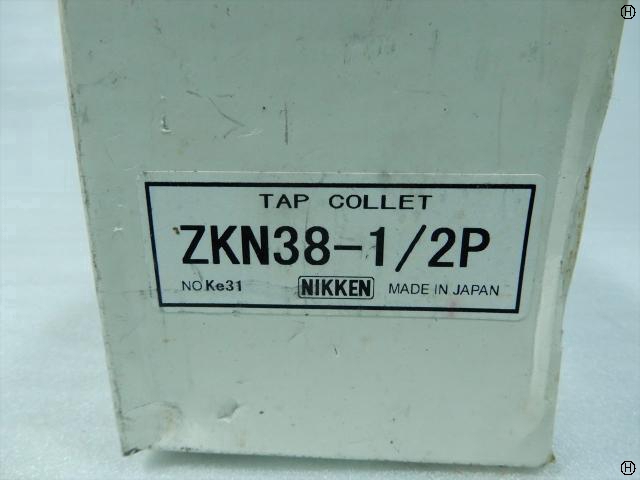 TAP COLLET
ZKN38-1/2P
NO Ke31 NIKKEN MADE IN JAPAN
H
H